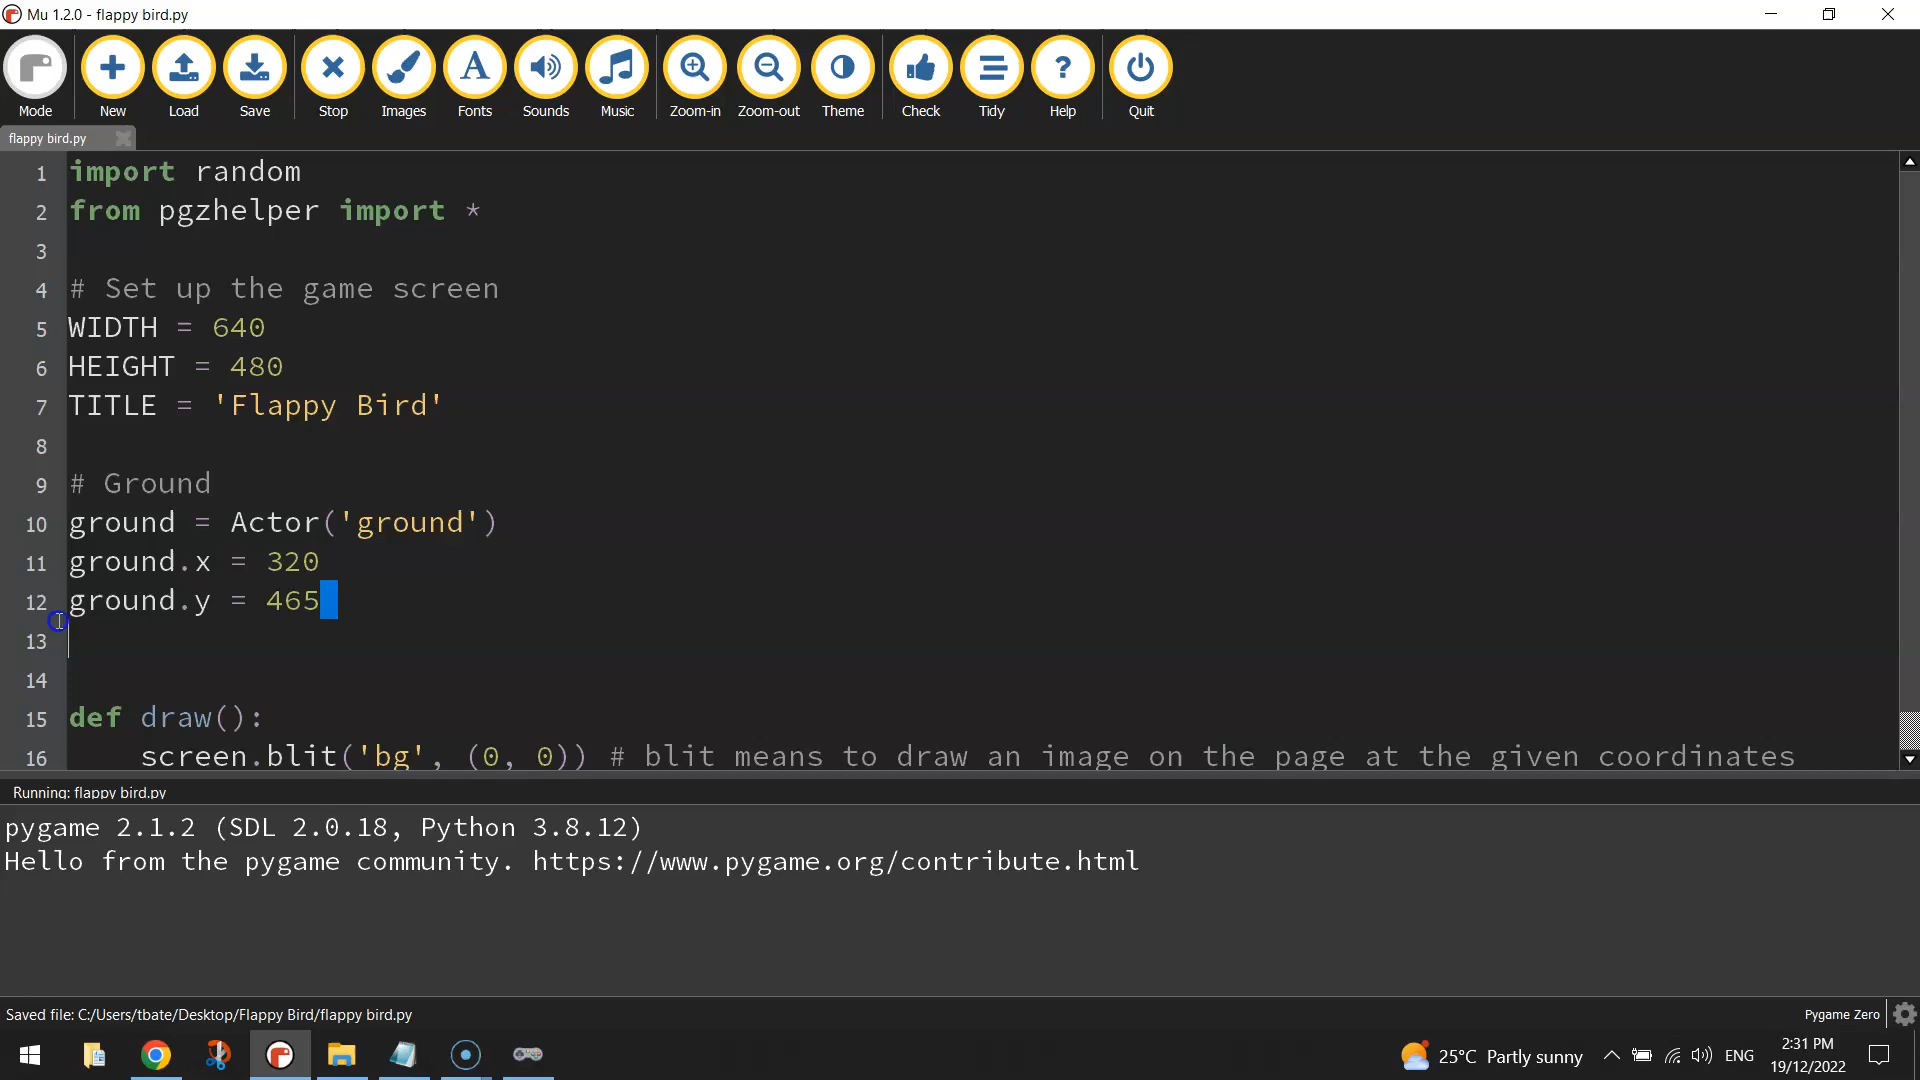 Mu 1.2.0 - flappy bird.py
Mode New Load Save Stop Images Fonts Sounds Music Zoom-in Zoom-out Theme Check Tidy Help Quit
flappy bird.py
1 import random
2 from pgzhelper import *
3
4 # Set up the game screen
5 WIDTH = 640
6 HEIGHT = 480
7 TITLE = 'Flappy Bird'
8
9 # Ground
10 ground = Actor('ground')
11 ground.x = 320
12 ground.y = 465
13
14
15 def draw():
16     screen.blit('bg', (0, 0)) # blit means to draw an image on the page at the given coordinates
Running: flappy bird.py
pygame 2.1.2 (SDL 2.0.18, Python 3.8.12)
Hello from the pygame community. https://www.pygame.org/contribute.html
Saved file: C:/Users/tbate/Desktop/Flappy Bird/flappy bird.py
Pygame Zero
25°C Partly sunny
ENG
2:31 PM
19/12/2022